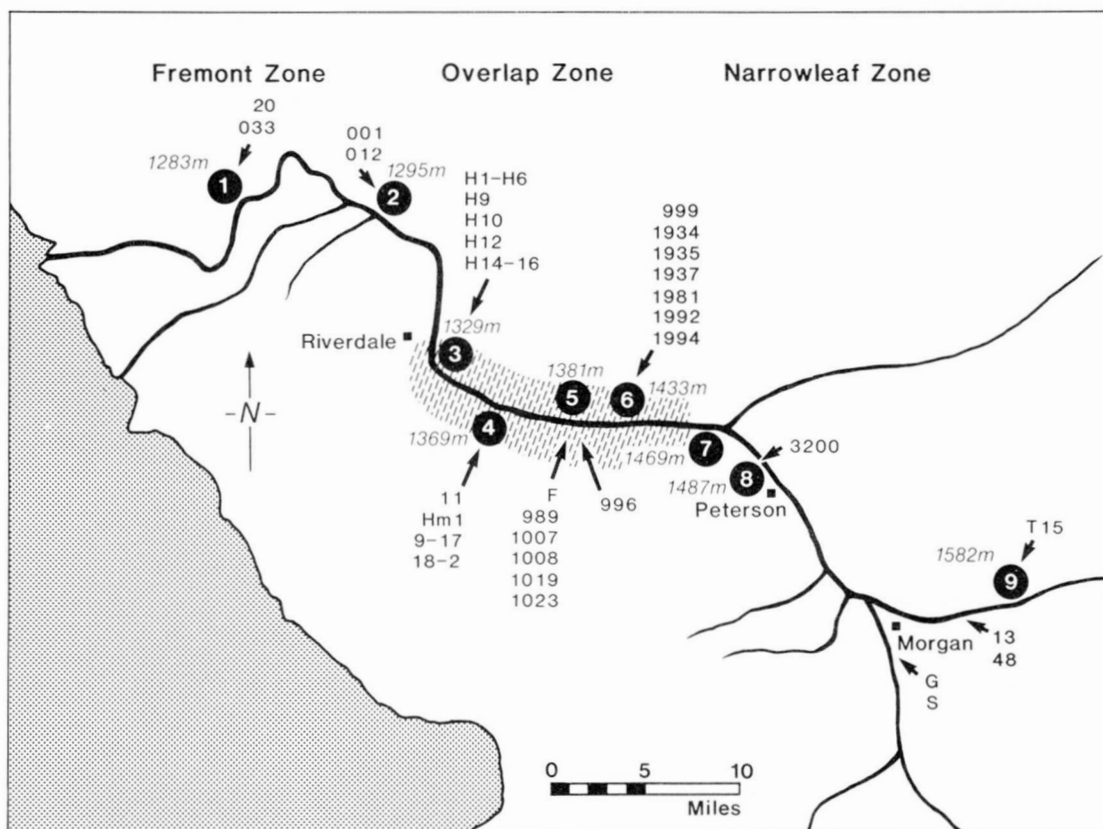 Fremont Zone
Overlap Zone
Narrowleaf Zone
20
033
1283m
1
001
012
1295m
2
H1-H6
H9
H10
H12
H14-16
1329m
3
Riverdale
999
1934
1935
1937
1981
1992
1994
1381m
5
6
1433m
-N-
1369m
4
1469m
7
3200
1487m
8
Peterson
11
Hm1
9-17
18-2
F
989
1007
1008
1019
1023
996
T15
1582m
9
Morgan
13
48
G
S
0 5 10
Miles